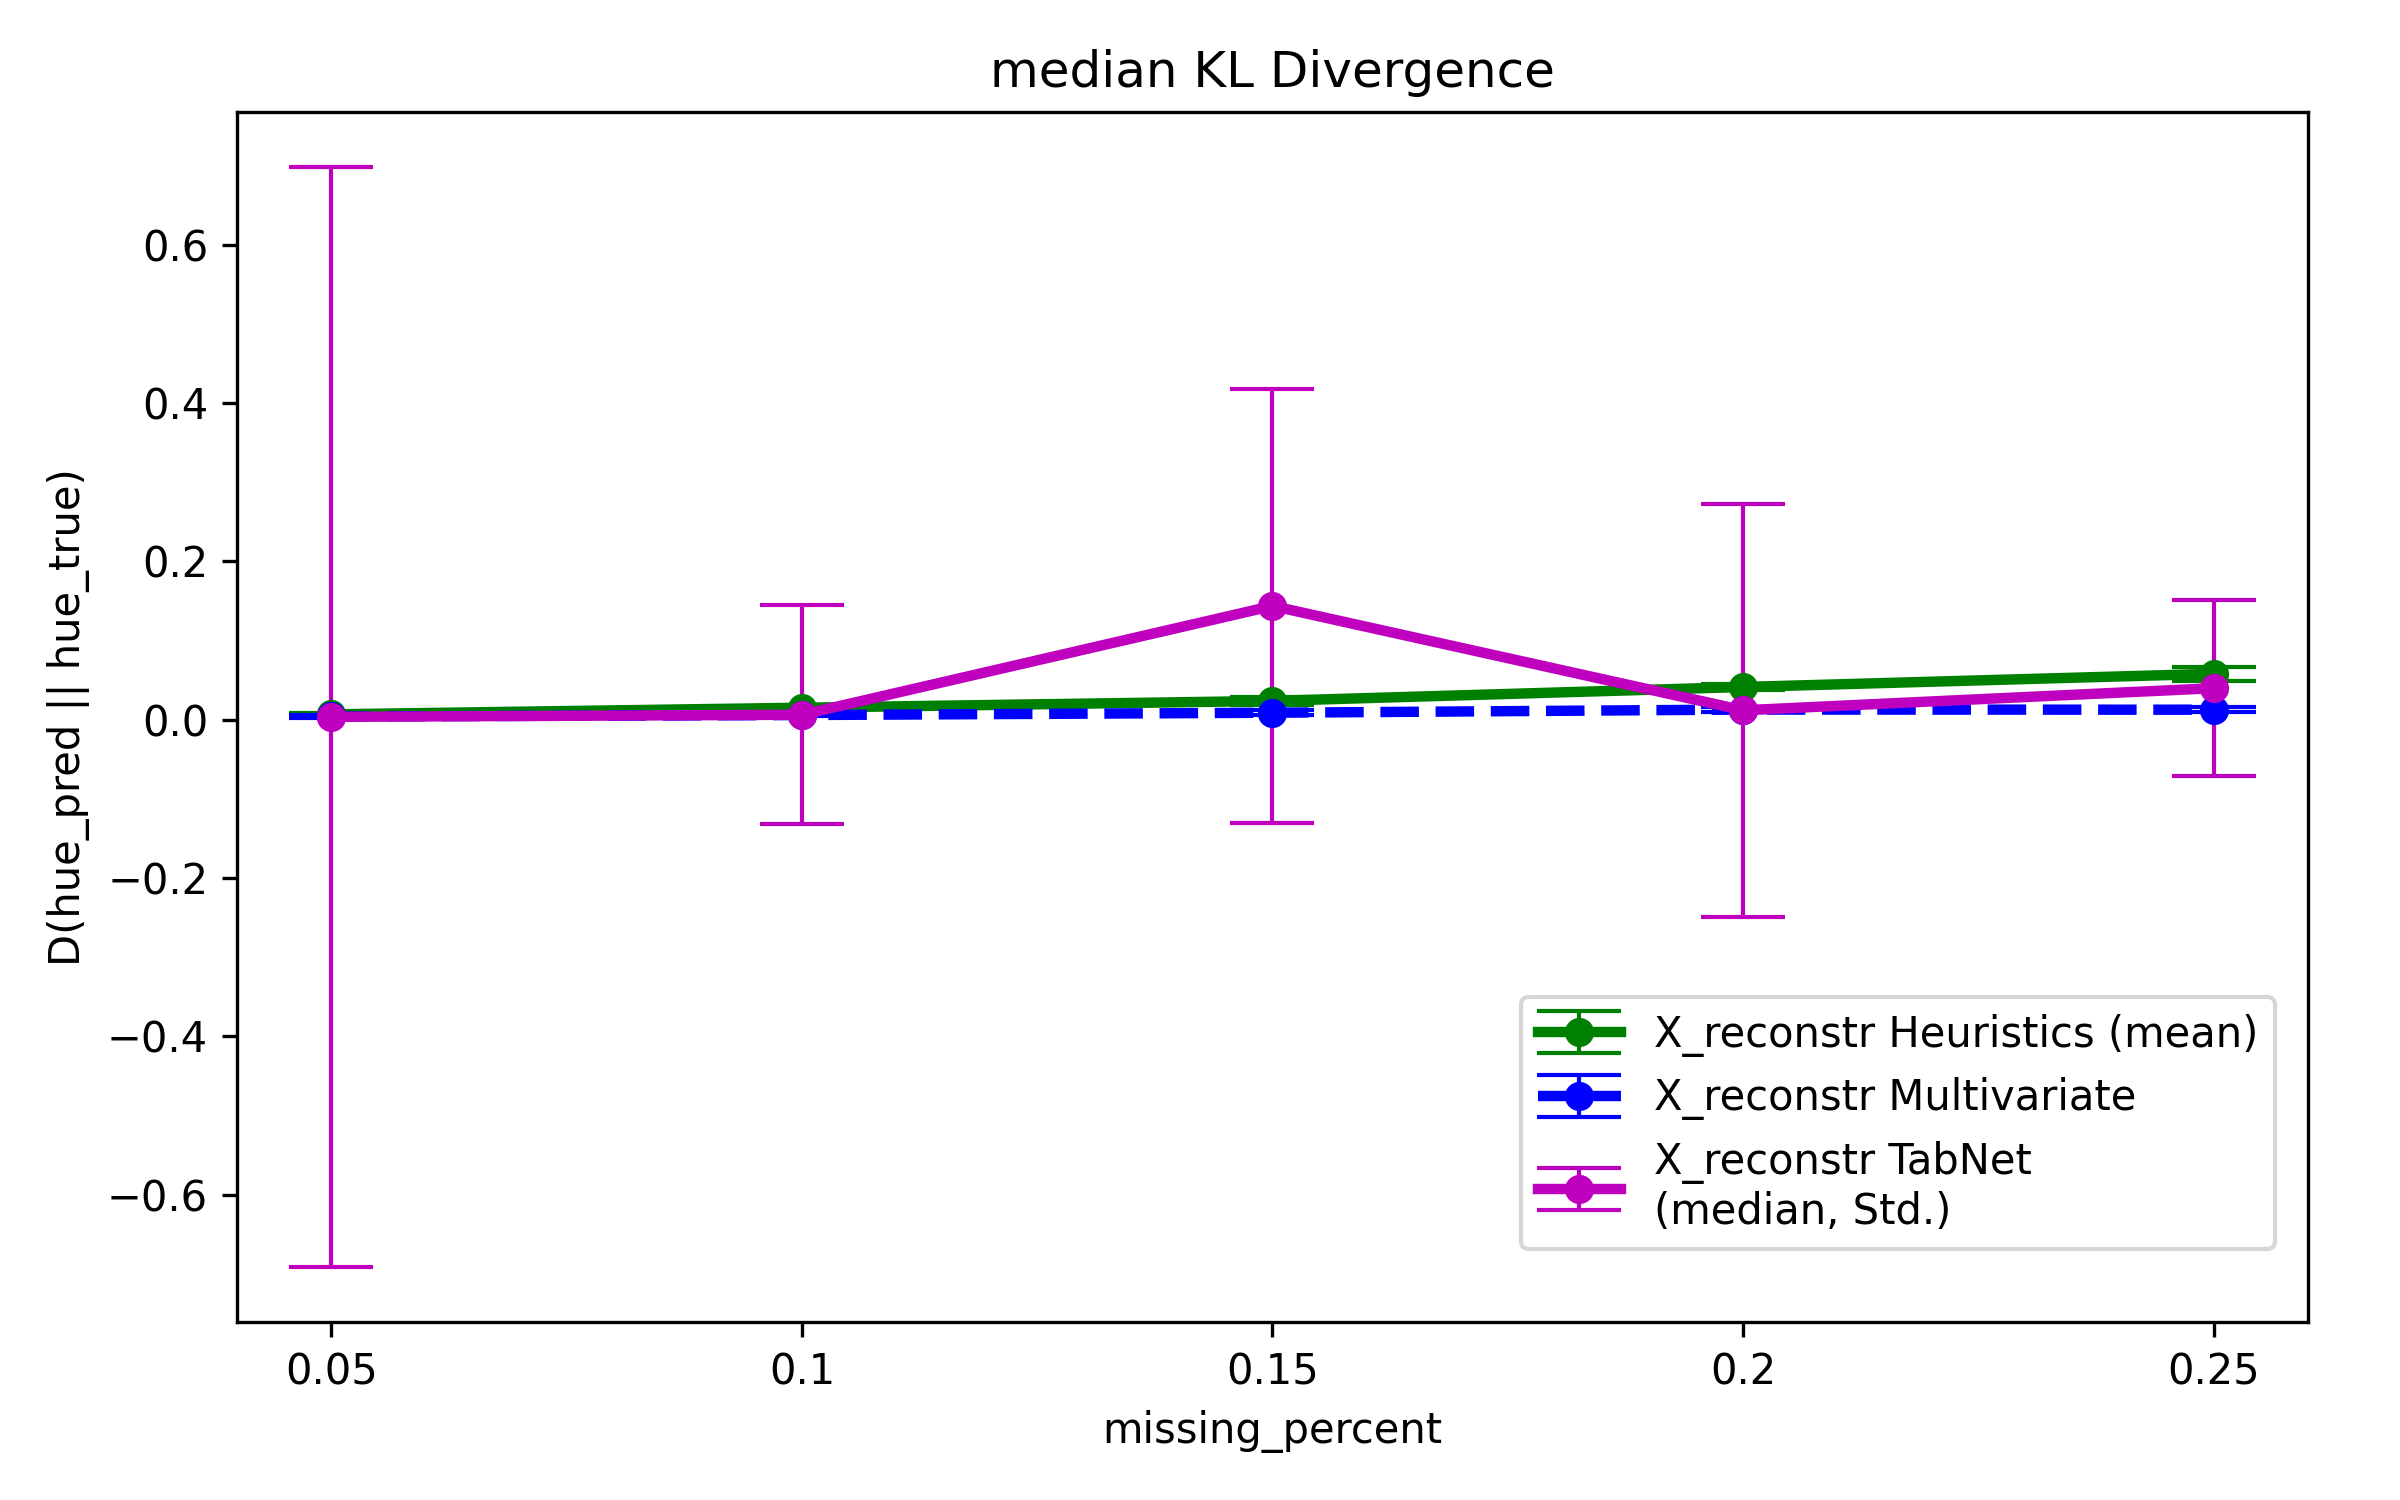 median KL Divergence
D(hue_pred || hue_true)
0.6
0.4
0.2
0.0
−0.2
−0.4
−0.6
X_reconstr Heuristics (mean)
X_reconstr Multivariate
X_reconstr TabNet
(median, Std.)
0.05
0.1
0.15
0.2
0.25
missing_percent